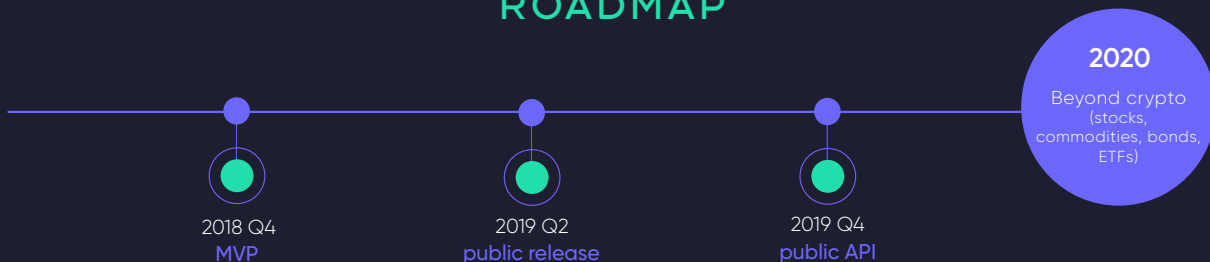 ROADMAP
2020
Beyond crypto
(stocks,
commodities, bonds,
ETFs)
2018 Q4
MVP
2019 Q2
public release
2019 Q4
public API